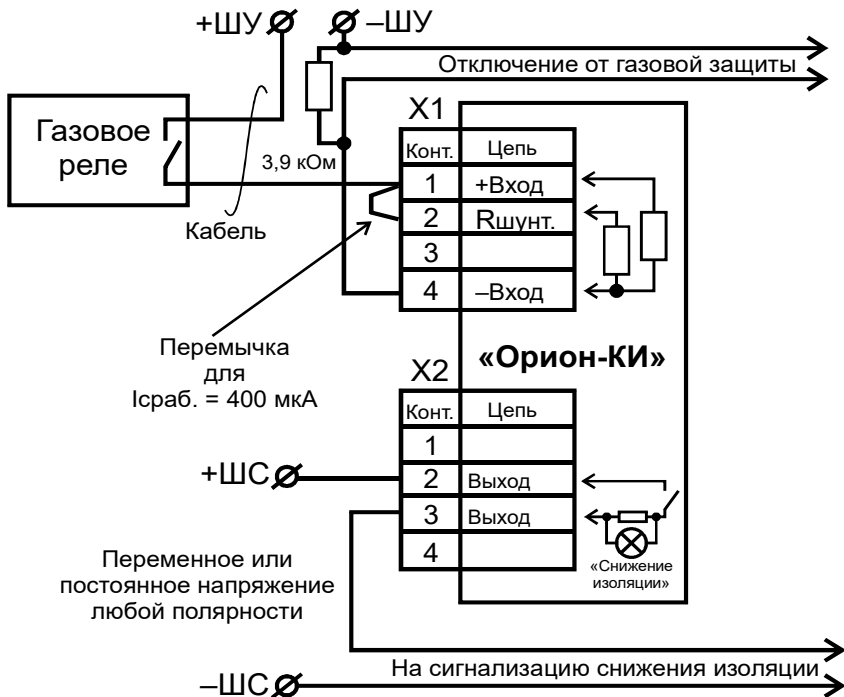 +ШУ
–ШУ
Отключение от газовой защиты
Газовое
реле
3,9 кОм
Кабель
X1
Конт. Цепь
1 +Вход
2 Rшунт.
3
4 –Вход
Перемычка
для
Iсраб. = 400 мкА
«Орион-КИ»
X2
Конт. Цепь
1
2 Выход
3 Выход
4
+ШС
«Снижение
изоляции»
Переменное или
постоянное напряжение
любой полярности
На сигнализацию снижения изоляции
–ШС